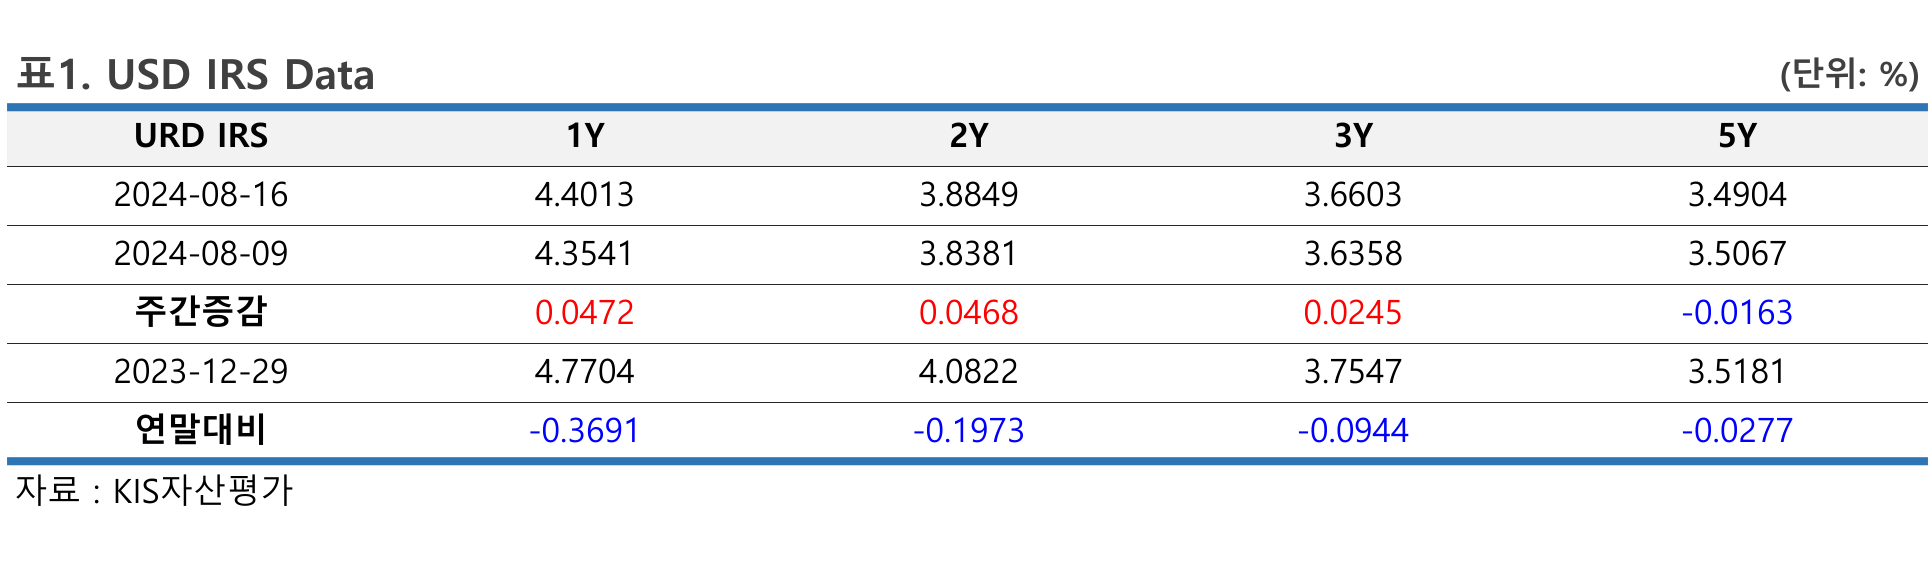 표1. USD IRS Data (단위: %)
URD IRS 1Y 2Y 3Y 5Y
2024-08-16 4.4013 3.8849 3.6603 3.4904
2024-08-09 4.3541 3.8381 3.6358 3.5067
주간증감 0.0472 0.0468 0.0245 -0.0163
2023-12-29 4.7704 4.0822 3.7547 3.5181
연말대비 -0.3691 -0.1973 -0.0944 -0.0277
자료 : KIS자산평가